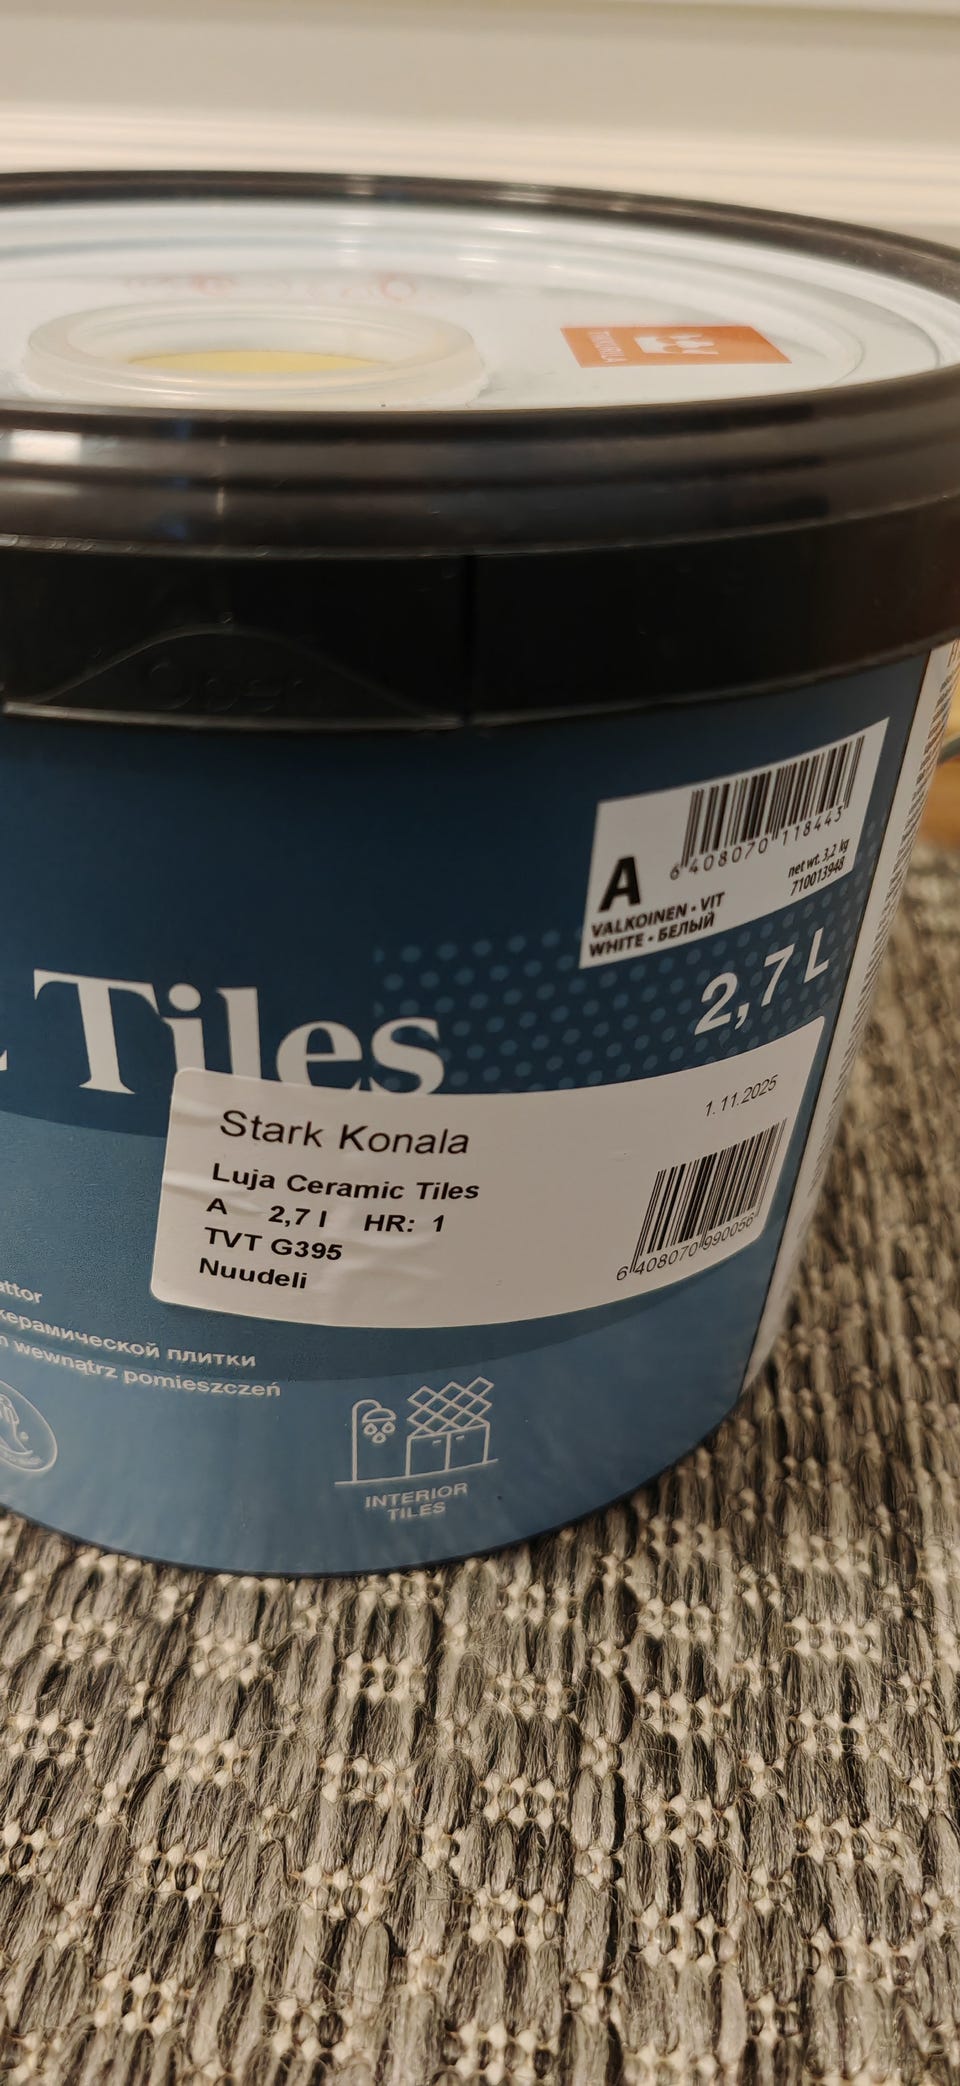 TIKKURILA
Open
6 408070 118443
A
net wt. 3,2 kg
710013948
VALKOINEN • VIT
WHITE • БЕЛЫЙ
2,7 L
Tiles
1.11.2025
Stark Konala
Luja Ceramic Tiles
A 2,7 l HR: 1
TVT G395
Nuudeli
6 408070 990056
керамической плитки
wewnątrz pomieszczeń
INTERIOR
TILES